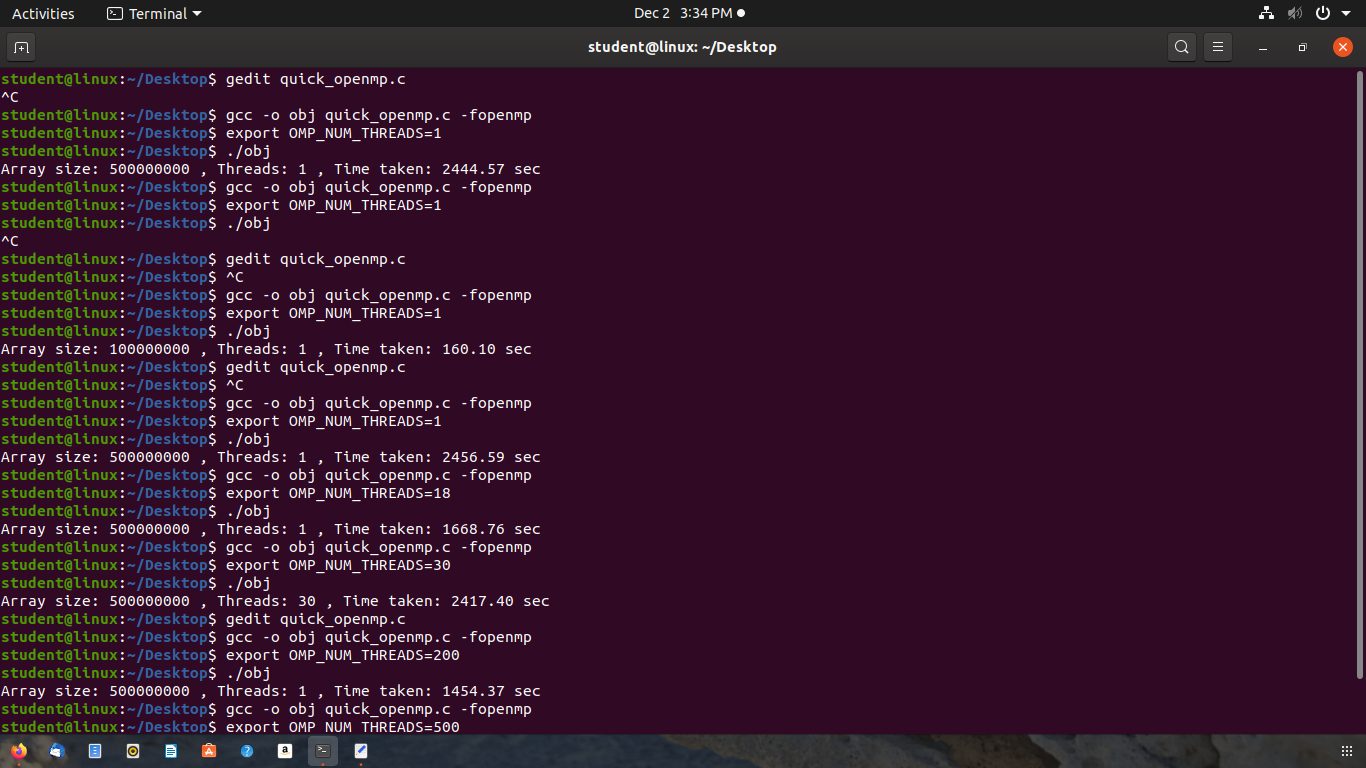 Activities
Terminal
Dec 2 3:34 PM
student@linux: ~/Desktop
student@linux:~/Desktop$ gedit quick_openmp.c
^C
student@linux:~/Desktop$ gcc -o obj quick_openmp.c -fopenmp
student@linux:~/Desktop$ export OMP_NUM_THREADS=1
student@linux:~/Desktop$ ./obj
Array size: 500000000 , Threads: 1 , Time taken: 2444.57 sec
student@linux:~/Desktop$ gcc -o obj quick_openmp.c -fopenmp
student@linux:~/Desktop$ export OMP_NUM_THREADS=1
student@linux:~/Desktop$ ./obj
^C
student@linux:~/Desktop$ gedit quick_openmp.c
student@linux:~/Desktop$ ^C
student@linux:~/Desktop$ gcc -o obj quick_openmp.c -fopenmp
student@linux:~/Desktop$ export OMP_NUM_THREADS=1
student@linux:~/Desktop$ ./obj
Array size: 100000000 , Threads: 1 , Time taken: 160.10 sec
student@linux:~/Desktop$ gedit quick_openmp.c
student@linux:~/Desktop$ ^C
student@linux:~/Desktop$ gcc -o obj quick_openmp.c -fopenmp
student@linux:~/Desktop$ export OMP_NUM_THREADS=1
student@linux:~/Desktop$ ./obj
Array size: 500000000 , Threads: 1 , Time taken: 2456.59 sec
student@linux:~/Desktop$ gcc -o obj quick_openmp.c -fopenmp
student@linux:~/Desktop$ export OMP_NUM_THREADS=18
student@linux:~/Desktop$ ./obj
Array size: 500000000 , Threads: 1 , Time taken: 1668.76 sec
student@linux:~/Desktop$ gcc -o obj quick_openmp.c -fopenmp
student@linux:~/Desktop$ export OMP_NUM_THREADS=30
student@linux:~/Desktop$ ./obj
Array size: 500000000 , Threads: 30 , Time taken: 2417.40 sec
student@linux:~/Desktop$ gedit quick_openmp.c
student@linux:~/Desktop$ gcc -o obj quick_openmp.c -fopenmp
student@linux:~/Desktop$ export OMP_NUM_THREADS=200
student@linux:~/Desktop$ ./obj
Array size: 500000000 , Threads: 1 , Time taken: 1454.37 sec
student@linux:~/Desktop$ gcc -o obj quick_openmp.c -fopenmp
student@linux:~/Desktop$ export OMP_NUM_THREADS=500